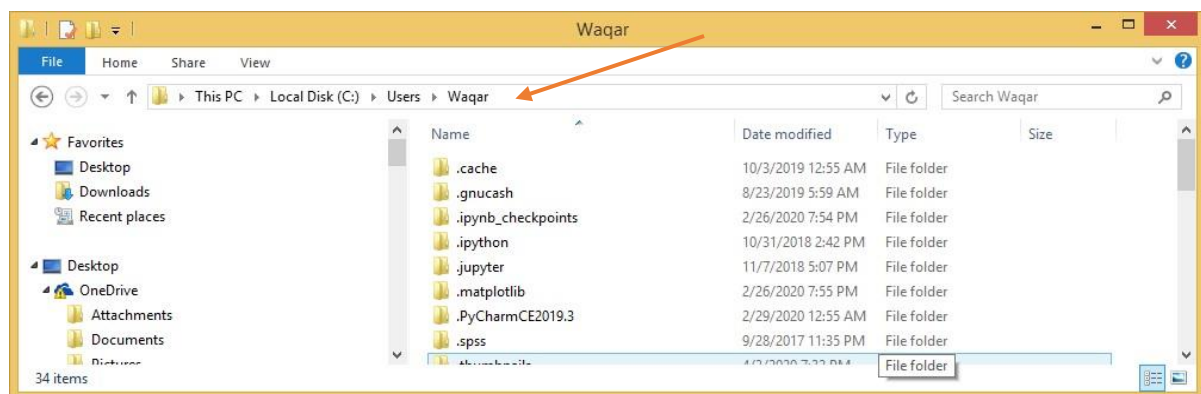 Waqar
File Home Share View
This PC Local Disk (C:) Users Waqar Search Waqar
Name Date modified Type Size
Favorites
Desktop
Downloads
Recent places
Desktop
OneDrive
Attachments
Documents
Pictures
.cache 10/3/2019 12:55 AM File folder
.gnucash 8/23/2019 5:59 AM File folder
.ipynb_checkpoints 2/26/2020 7:54 PM File folder
.ipython 10/31/2018 2:42 PM File folder
.jupyter 11/7/2018 5:07 PM File folder
.matplotlib 2/26/2020 7:55 PM File folder
.PyCharmCE2019.3 2/29/2020 12:55 AM File folder
.spss 9/28/2017 11:35 PM File folder
.thumbnails File folder
34 items